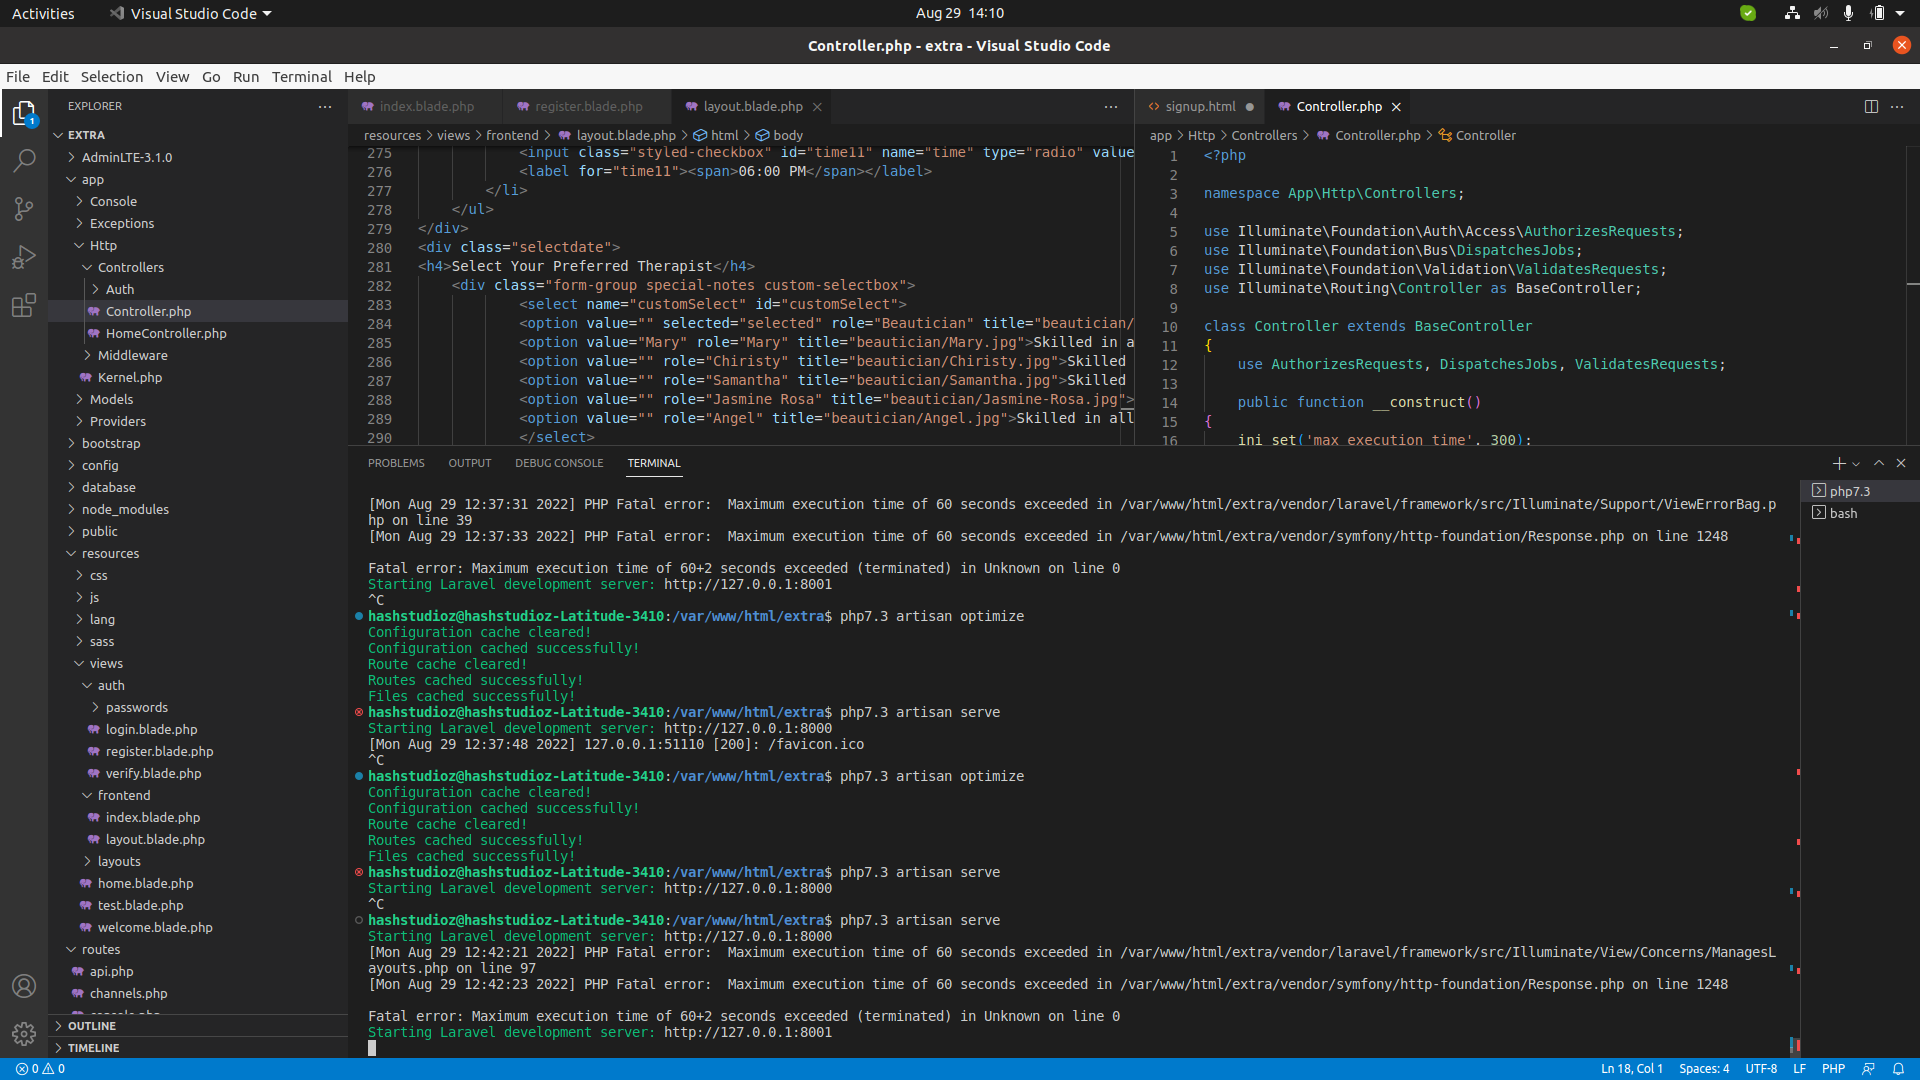 Activities
Visual Studio Code
Aug 29 14:10
Controller.php - extra - Visual Studio Code
File Edit Selection View Go Run Terminal Help
EXPLORER
EXTRA
AdminLTE-3.1.0
app
Console
Exceptions
Http
Controllers
Auth
Controller.php
HomeController.php
Middleware
Kernel.php
Models
Providers
bootstrap
config
database
node_modules
public
resources
css
js
lang
sass
views
auth
passwords
login.blade.php
register.blade.php
verify.blade.php
frontend
index.blade.php
layout.blade.php
layouts
home.blade.php
test.blade.php
welcome.blade.php
routes
api.php
channels.php
OUTLINE
TIMELINE
index.blade.php
register.blade.php
layout.blade.php
resources > views > frontend > layout.blade.php > html > body
275 <input class="styled-checkbox" id="time11" name="time" type="radio" value
276 <label for="time11"><span>06:00 PM</span></label>
277 </li>
278 </ul>
279 </div>
280 <div class="selectdate">
281 <h4>Select Your Preferred Therapist</h4>
282 <div class="form-group special-notes custom-selectbox">
283 <select name="customSelect" id="customSelect">
284 <option value="" selected="selected" role="Beautician" title="beautician/
285 <option value="Mary" role="Mary" title="beautician/Mary.jpg">Skilled in a
286 <option value="" role="Chiristy" title="beautician/Chiristy.jpg">Skilled
287 <option value="" role="Samantha" title="beautician/Samantha.jpg">Skilled
288 <option value="" role="Jasmine Rosa" title="beautician/Jasmine-Rosa.jpg">
289 <option value="" role="Angel" title="beautician/Angel.jpg">Skilled in all
290 </select>
signup.html
Controller.php
app > Http > Controllers > Controller.php > Controller
1 <?php
2
3 namespace App\Http\Controllers;
4
5 use Illuminate\Foundation\Auth\Access\AuthorizesRequests;
6 use Illuminate\Foundation\Bus\DispatchesJobs;
7 use Illuminate\Foundation\Validation\ValidatesRequests;
8 use Illuminate\Routing\Controller as BaseController;
9
10 class Controller extends BaseController
11 {
12 use AuthorizesRequests, DispatchesJobs, ValidatesRequests;
13
14 public function __construct()
15 {
16 ini_set('max_execution_time', 300);
PROBLEMS OUTPUT DEBUG CONSOLE TERMINAL
php7.3
bash
[Mon Aug 29 12:37:31 2022] PHP Fatal error:  Maximum execution time of 60 seconds exceeded in /var/www/html/extra/vendor/laravel/framework/src/Illuminate/Support/ViewErrorBag.p
hp on line 39
[Mon Aug 29 12:37:33 2022] PHP Fatal error:  Maximum execution time of 60 seconds exceeded in /var/www/html/extra/vendor/symfony/http-foundation/Response.php on line 1248
Fatal error: Maximum execution time of 60+2 seconds exceeded (terminated) in Unknown on line 0
Starting Laravel development server: http://127.0.0.1:8001
^C
hashstudioz@hashstudioz-Latitude-3410:/var/www/html/extra$ php7.3 artisan optimize
Configuration cache cleared!
Configuration cached successfully!
Route cache cleared!
Routes cached successfully!
Files cached successfully!
hashstudioz@hashstudioz-Latitude-3410:/var/www/html/extra$ php7.3 artisan serve
Starting Laravel development server: http://127.0.0.1:8000
[Mon Aug 29 12:37:48 2022] 127.0.0.1:51110 [200]: /favicon.ico
^C
hashstudioz@hashstudioz-Latitude-3410:/var/www/html/extra$ php7.3 artisan optimize
Configuration cache cleared!
Configuration cached successfully!
Route cache cleared!
Routes cached successfully!
Files cached successfully!
hashstudioz@hashstudioz-Latitude-3410:/var/www/html/extra$ php7.3 artisan serve
Starting Laravel development server: http://127.0.0.1:8000
^C
hashstudioz@hashstudioz-Latitude-3410:/var/www/html/extra$ php7.3 artisan serve
Starting Laravel development server: http://127.0.0.1:8000
[Mon Aug 29 12:42:21 2022] PHP Fatal error:  Maximum execution time of 60 seconds exceeded in /var/www/html/extra/vendor/laravel/framework/src/Illuminate/View/Concerns/ManagesL
ayouts.php on line 97
[Mon Aug 29 12:42:23 2022] PHP Fatal error:  Maximum execution time of 60 seconds exceeded in /var/www/html/extra/vendor/symfony/http-foundation/Response.php on line 1248
Fatal error: Maximum execution time of 60+2 seconds exceeded (terminated) in Unknown on line 0
Starting Laravel development server: http://127.0.0.1:8001
0 0
Ln 18, Col 1 Spaces: 4 UTF-8 LF PHP